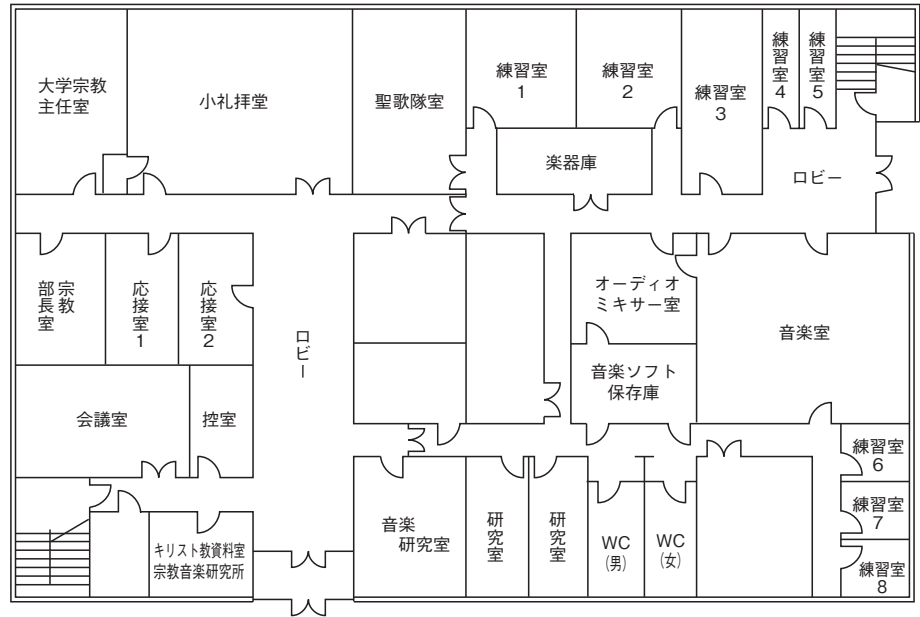 大学宗教
主任室
小礼拝堂
聖歌隊室
練習室
1
練習室
2
練習室
3
練習室
4
練習室
5
楽器庫
ロビー
宗教
部長室
応接室
1
応接室
2
ロビー
オーディオ
ミキサー室
音楽室
音楽ソフト
保存庫
会議室
控室
練習室
6
練習室
7
練習室
8
キリスト教資料室
宗教音楽研究所
音楽
研究室
研究室
研究室
WC
(男)
WC
(女)